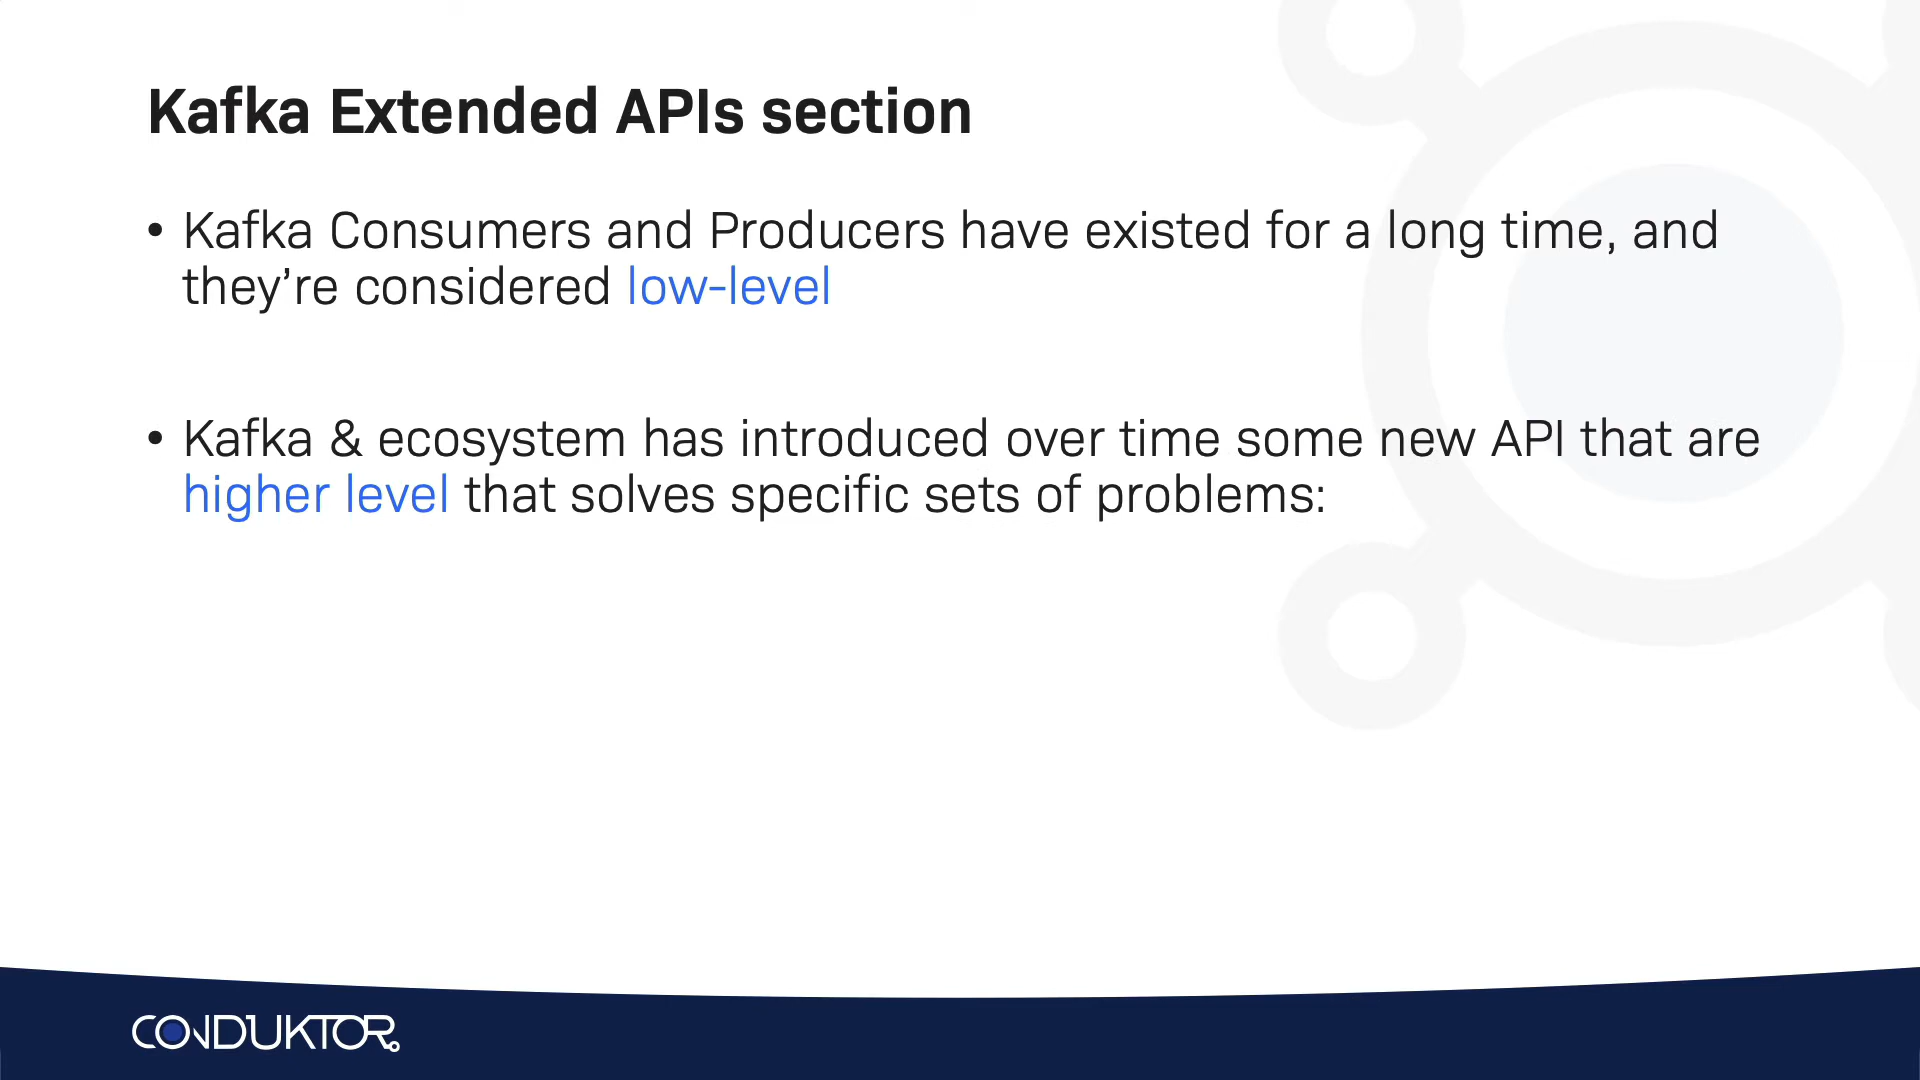 Kafka Extended APIs section
• Kafka Consumers and Producers have existed for a long time, and
they’re considered low-level
• Kafka & ecosystem has introduced over time some new API that are
higher level that solves specific sets of problems:
CONDUKTOR